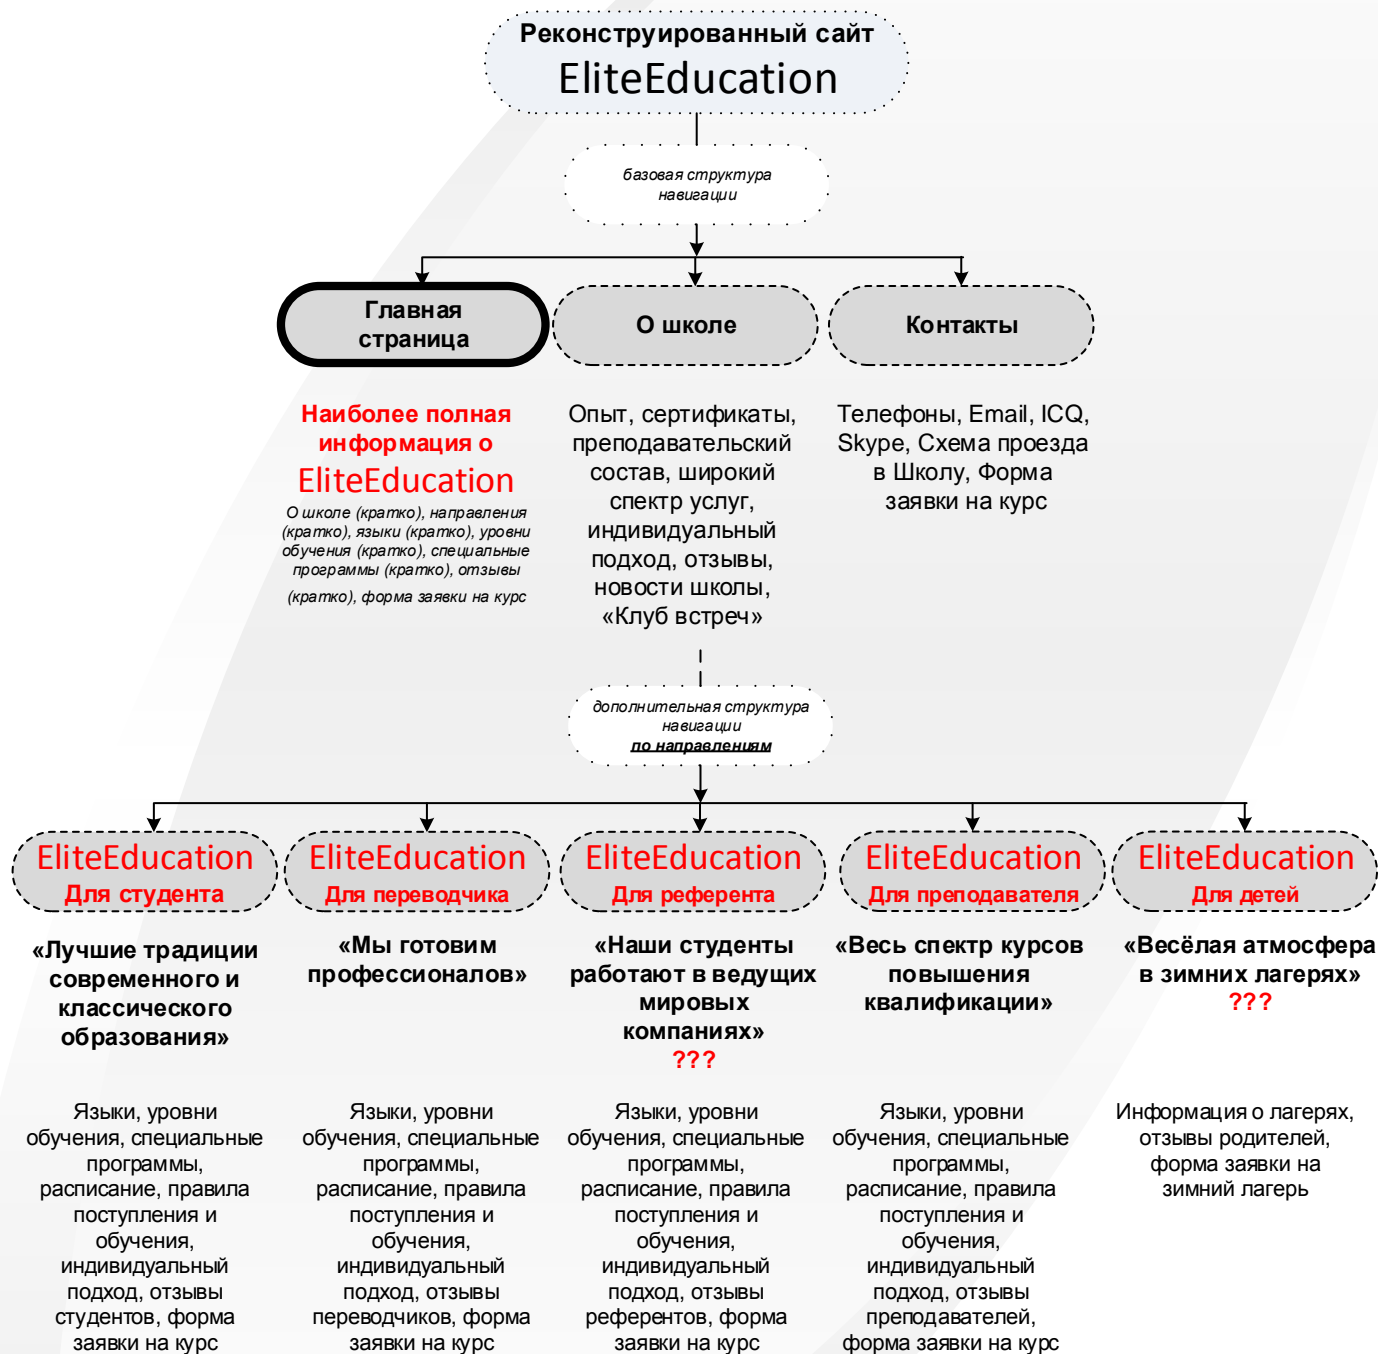 Реконструированный сайт
EliteEducation
базовая структура
навигации
Главная
страница
О школе
Контакты
Наиболее полная
информация о
EliteEducation
О школе (кратко), направления
(кратко), языки (кратко), уровни
обучения (кратко), специальные
программы (кратко), отзывы
(кратко), форма заявки на курс
Опыт, сертификаты,
преподавательский
состав, широкий
спектр услуг,
индивидуальный
подход, отзывы,
новости школы,
«Клуб встреч»
Телефоны, Email, ICQ,
Skype, Схема проезда
в Школу, Форма
заявки на курс
дополнительная структура
навигации
по направлениям
EliteEducation
Для студента
EliteEducation
Для переводчика
EliteEducation
Для референта
EliteEducation
Для преподавателя
EliteEducation
Для детей
«Лучшие традиции
современного и
классического
образования»
«Мы готовим
профессионалов»
«Наши студенты
работают в ведущих
мировых
компаниях»
???
«Весь спектр курсов
повышения
квалификации»
«Весёлая атмосфера
в зимних лагерях»
???
Языки, уровни
обучения, специальные
программы,
расписание, правила
поступления и
обучения,
индивидуальный
подход, отзывы
студентов, форма
заявки на курс
Языки, уровни
обучения, специальные
программы,
расписание, правила
поступления и
обучения,
индивидуальный
подход, отзывы
переводчиков, форма
заявки на курс
Языки, уровни
обучения, специальные
программы,
расписание, правила
поступления и
обучения,
индивидуальный
подход, отзывы
референтов, форма
заявки на курс
Языки, уровни
обучения, специальные
программы,
расписание, правила
поступления и
обучения,
индивидуальный
подход, отзывы
преподавателей,
форма заявки на курс
Информация о лагерях,
отзывы родителей,
форма заявки на
зимний лагерь